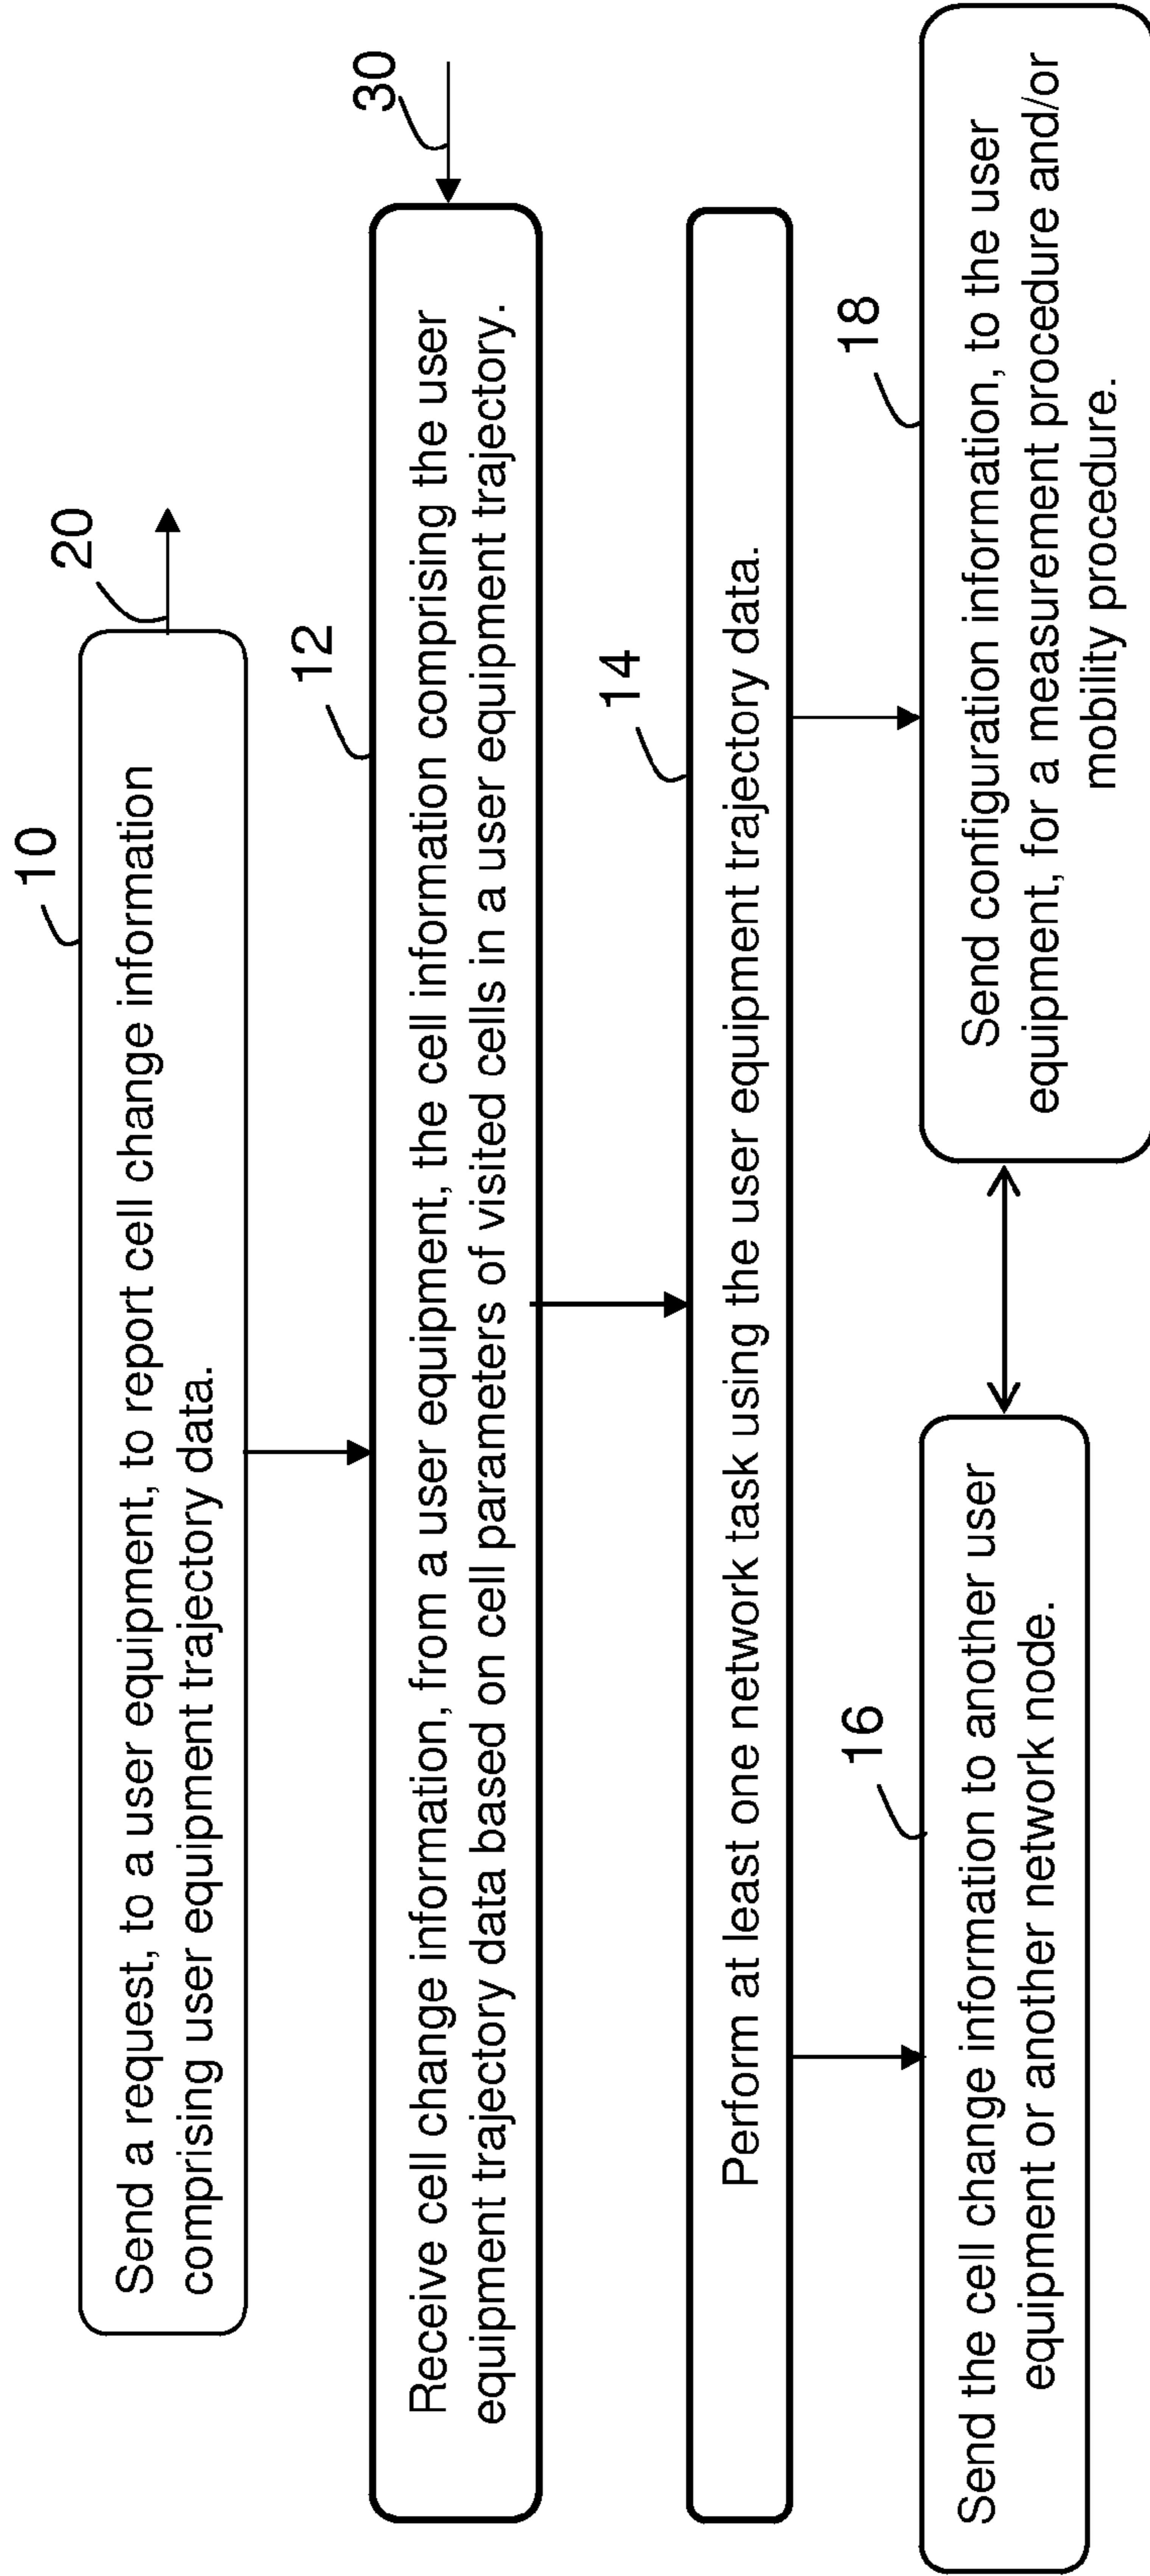 10
Send a request, to a user equipment, to report cell change information
comprising user equipment trajectory data.
20
12
Receive cell change information, from a user equipment, the cell information comprising the user
equipment trajectory data based on cell parameters of visited cells in a user equipment trajectory.
30
14
Perform at least one network task using the user equipment trajectory data.
16
Send the cell change information to another user
equipment or another network node.
18
Send configuration information, to the user
equipment, for a measurement procedure and/or
mobility procedure.